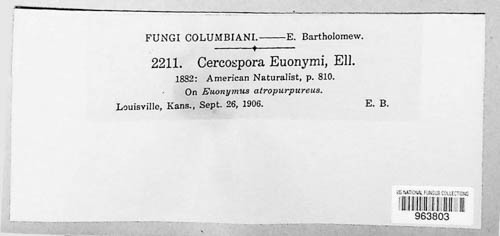 FUNGI COLUMBIANI.——E. Bartholomew.
2211. Cercospora Euonymi, Ell.
1882: American Naturalist, p. 810.
On Euonymus atropurpureus.
Louisville, Kans., Sept. 26, 1906. E. B.
US NATIONAL FUNGUS COLLECTIONS
963803